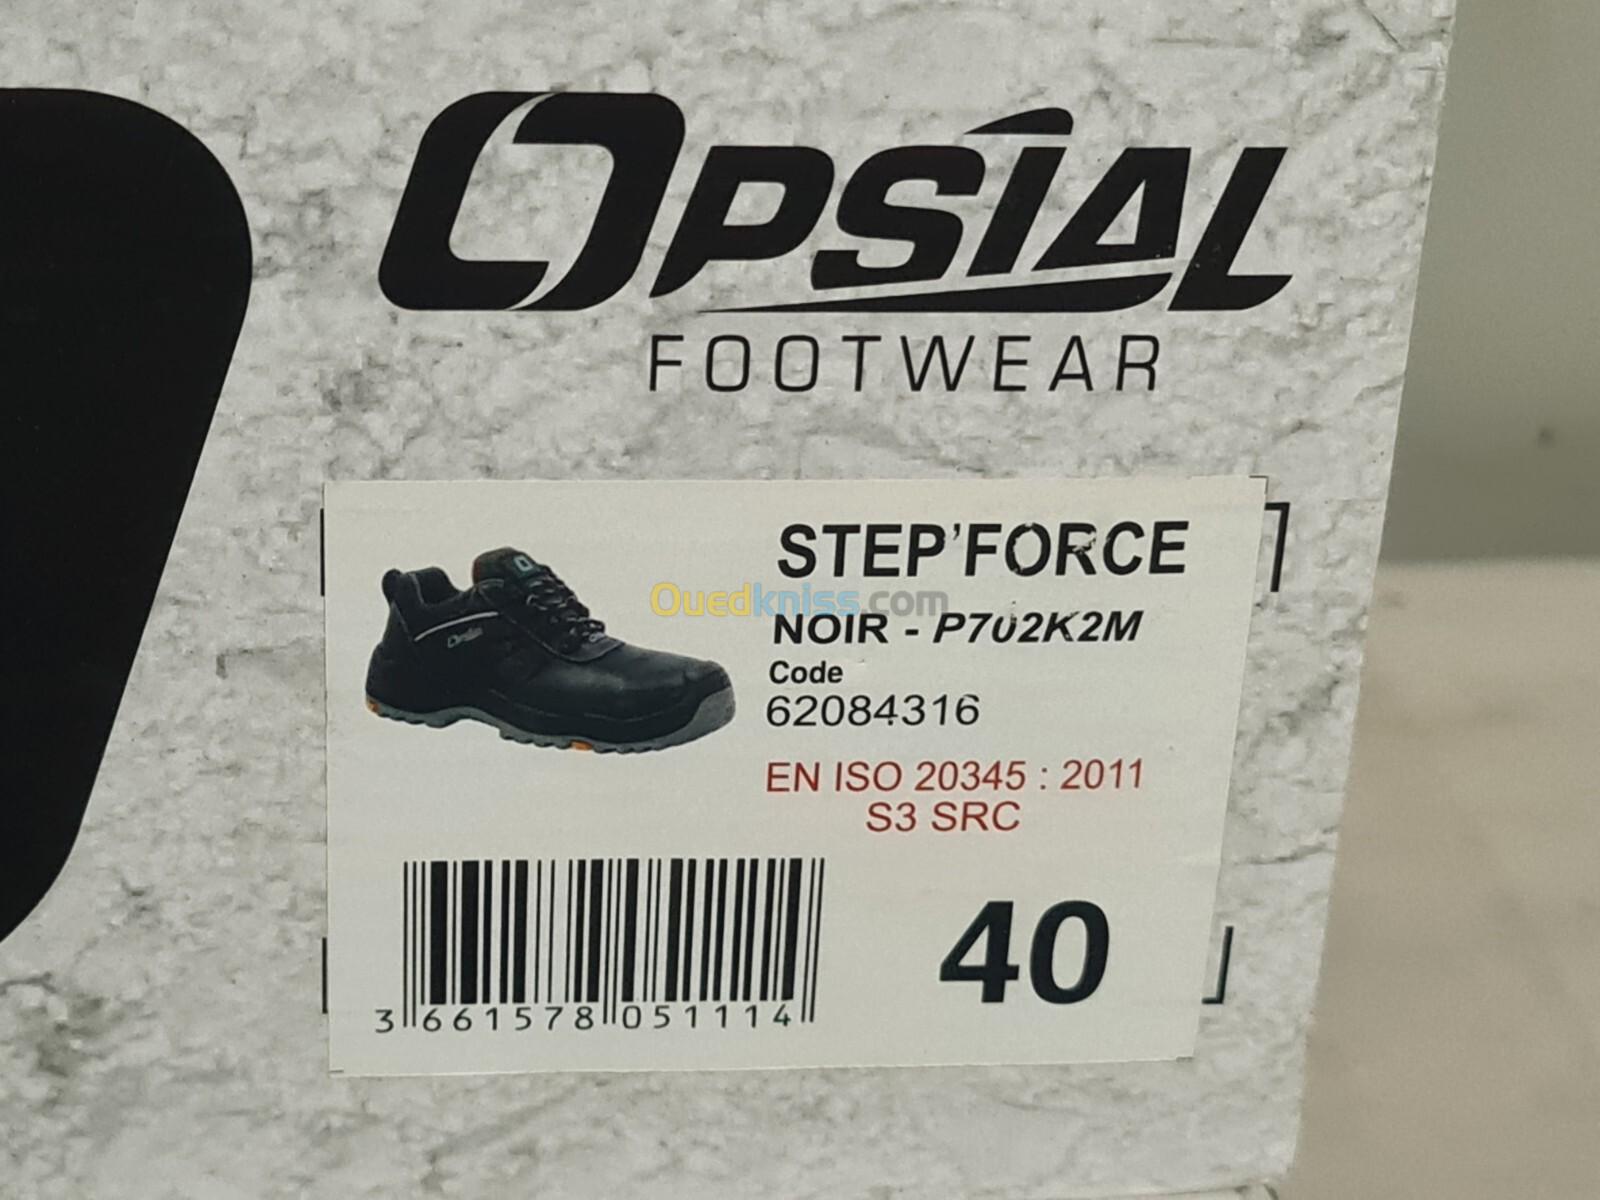 OPSIAL
FOOTWEAR
STEP'FORCE
Ouedkniss.com
NOIR - P702K2M
Code
62084316
EN ISO 20345 : 2011
S3 SRC
Opsial
40
3 661578 051114